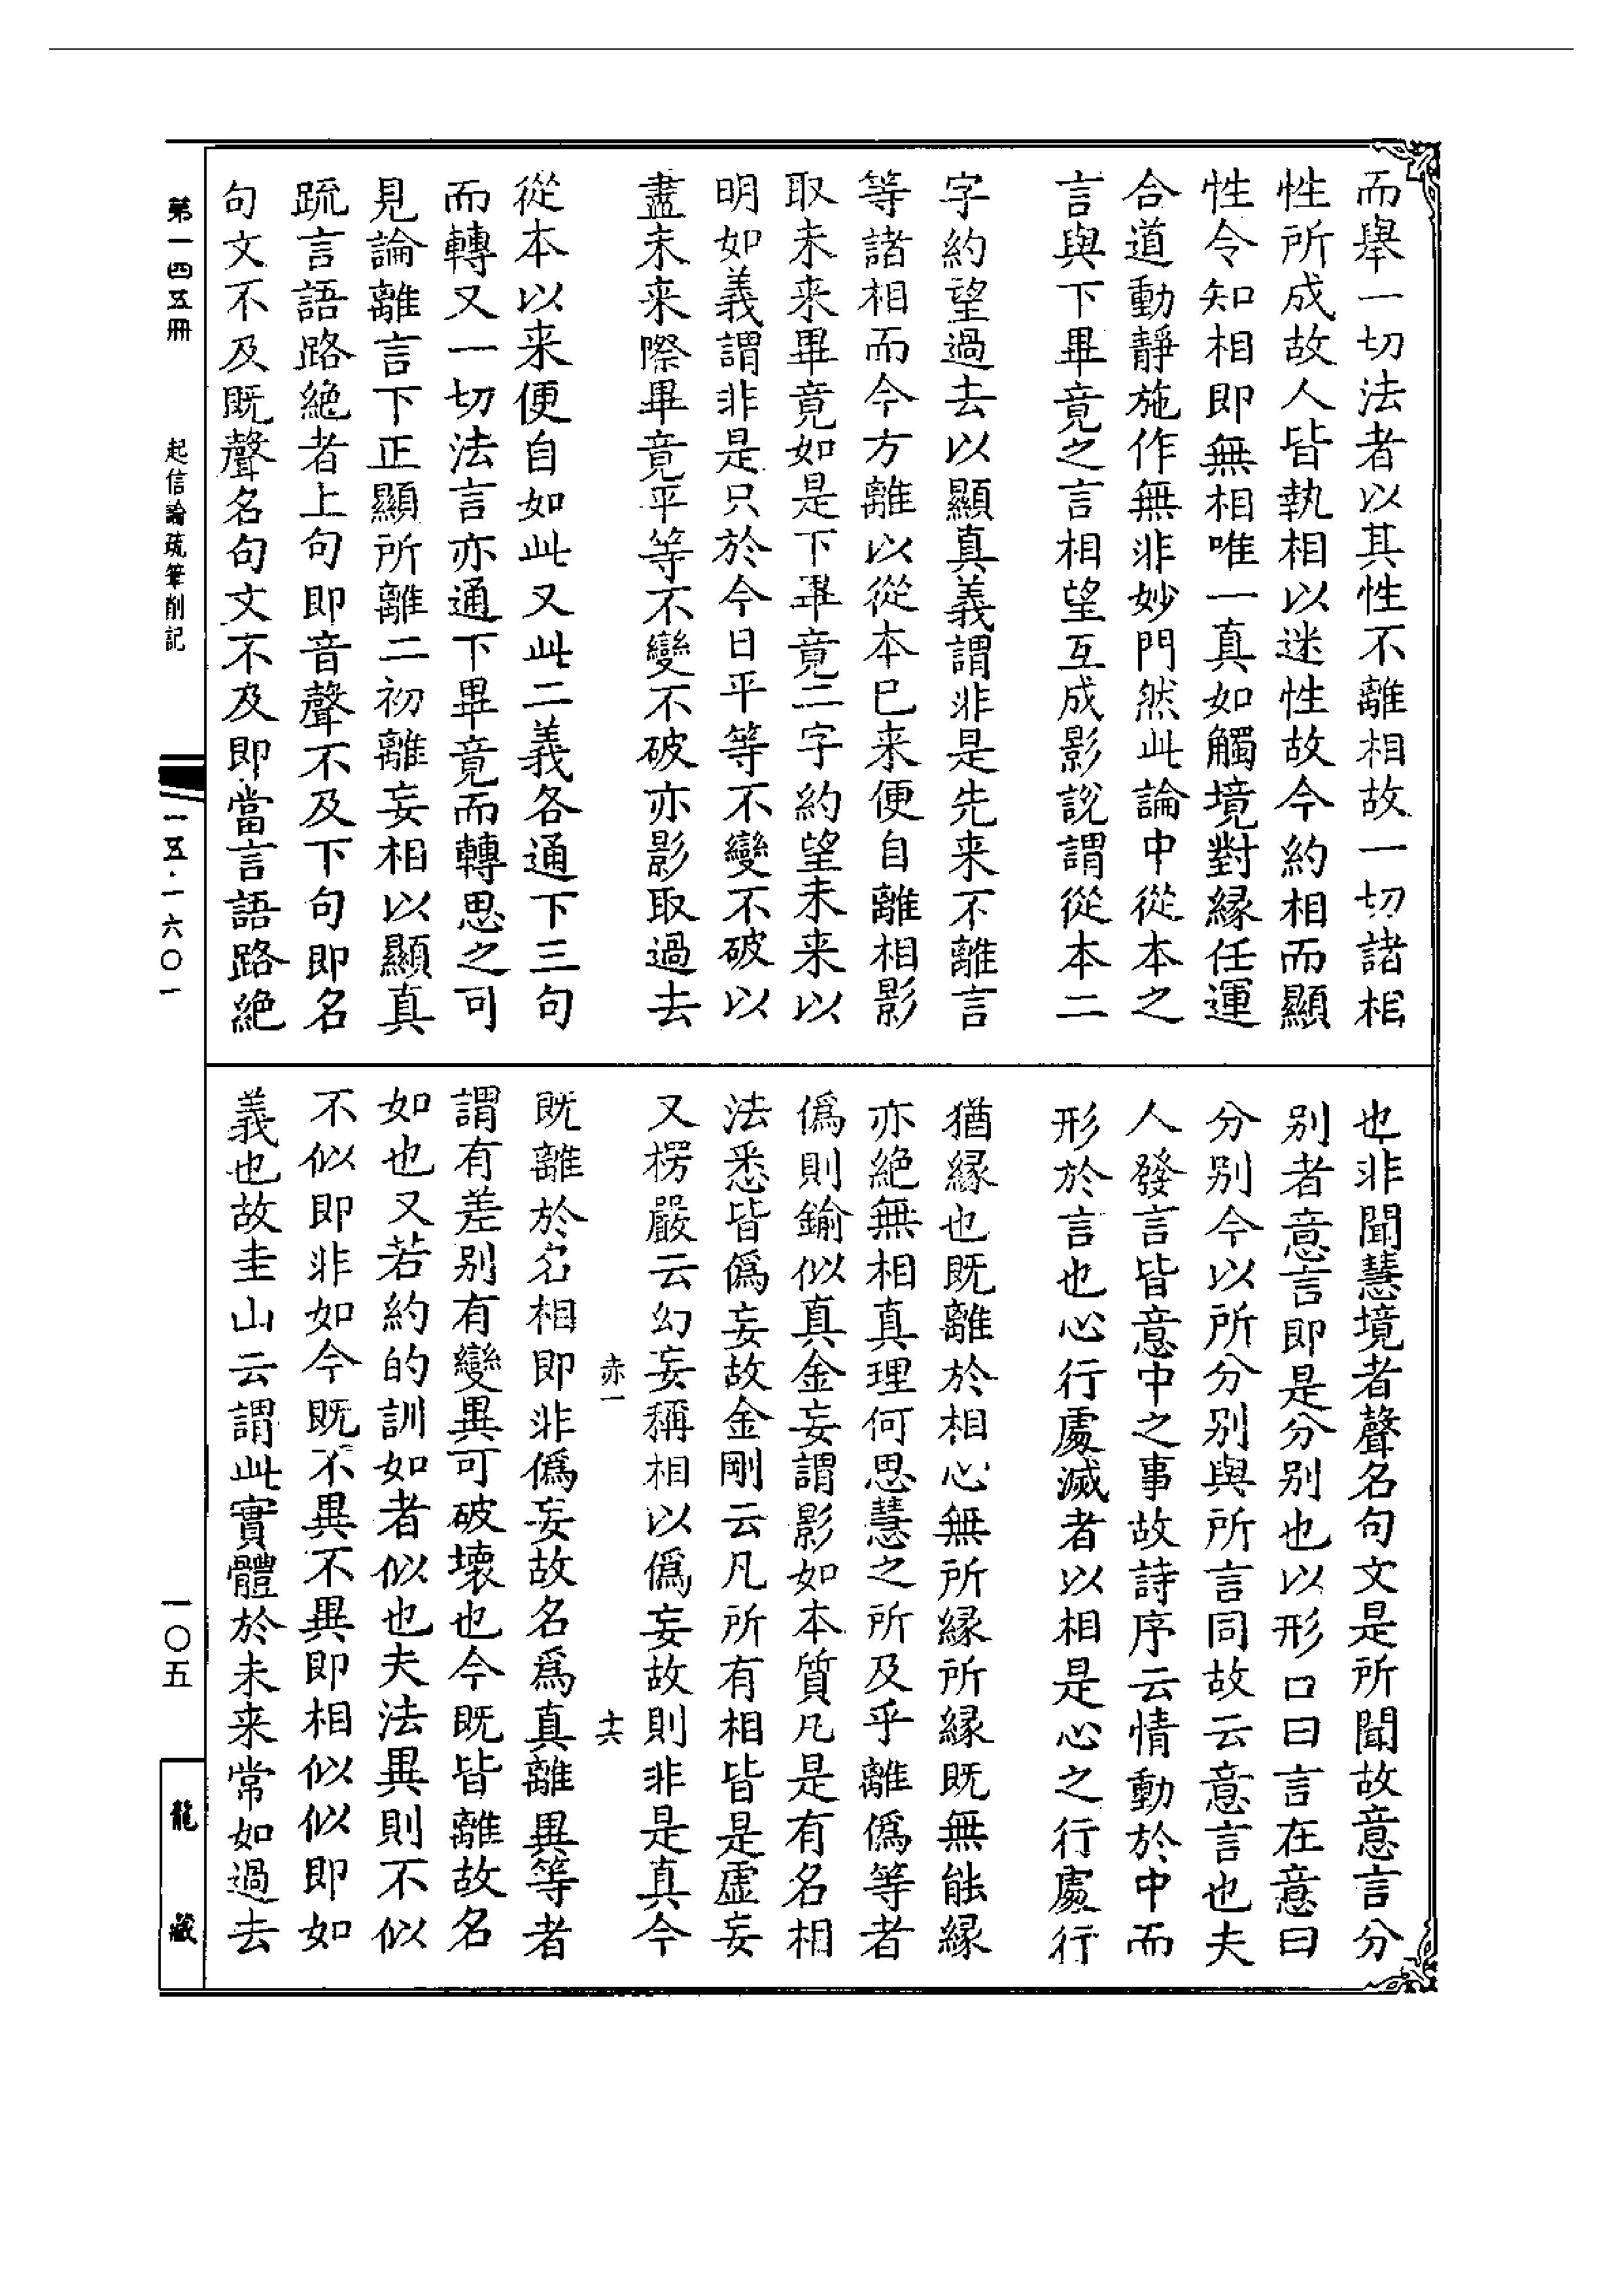 而舉一切法者以其性不離相故一切諸相
性所成故人皆執相以迷性故今約相而顯
性令知相即無相唯一真如觸境對緣任運
合道動靜施作無非妙門然此論中從本之
言與下畢竟之言相望互成影說謂從本二
字約望過去以顯真義謂非是先来不離言
等諸相而今方離以從本已来便自離相影
取未来畢竟如是下畢竟二字約望未来以
明如義謂非是只於今日平等不變不破以
盡未来際畢竟平等不變不破亦影取過去
從本以来便自如此又此二義各通下三句
而轉又一切法言亦通下畢竟而轉思之可
見論離言下正顯所離二初離妄相以顯真
䟽言語路絶者上句即音聲不及下句即名
句文不及既聲名句文不及即當言語路絶
也非聞慧境者聲名句文是所聞故意言分
别者意言即是分别也以形口曰言在意曰
分别今以所分别與所言同故云意言也夫
人發言皆意中之事故詩序云情動於中而
形於言也心行處滅者以相是心之行處行
猶緣也既離於相心無所緣所緣既無能緣
亦絶無相真理何思慧之所及乎離僞等者
僞則鍮似真金妄謂影如本質凡是有名相
法悉皆僞妄故金剛云凡所有相皆是虛妄
又楞嚴云幻妄稱相以僞妄故則非是真今
赤一
十六
既離於名相即非僞妄故名爲真離異等者
謂有差别有變異可破壞也今既皆離故名
如也又若約的訓如者似也夫法異則不似
不似即非如今既不異不異即相似似即如
義也故圭山云謂此實體於未来常如過去
第一四五冊
起信論疏筆削記
一五·一六〇一
一〇五
龍藏